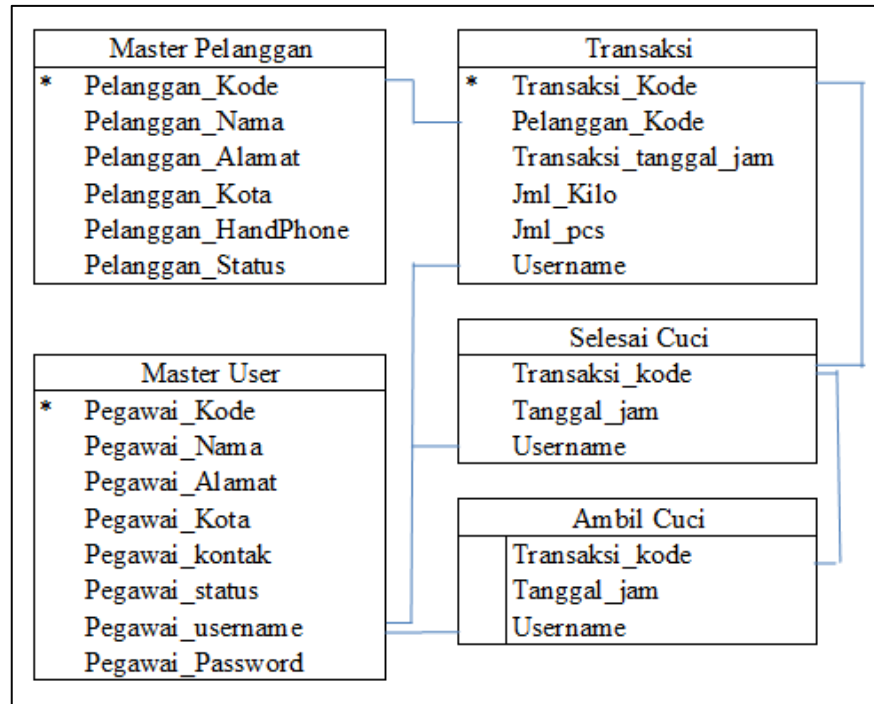 Master Pelanggan
* Pelanggan_Kode
Pelanggan_Nama
Pelanggan_Alamat
Pelanggan_Kota
Pelanggan_HandPhone
Pelanggan_Status
Transaksi
* Transaksi_Kode
Pelanggan_Kode
Transaksi_tanggal_jam
Jml_Kilo
Jml_pcs
Username
Master User
* Pegawai_Kode
Pegawai_Nama
Pegawai_Alamat
Pegawai_Kota
Pegawai_kontak
Pegawai_status
Pegawai_username
Pegawai_Password
Selesai Cuci
Transaksi_kode
Tanggal_jam
Username
Ambil Cuci
Transaksi_kode
Tanggal_jam
Username